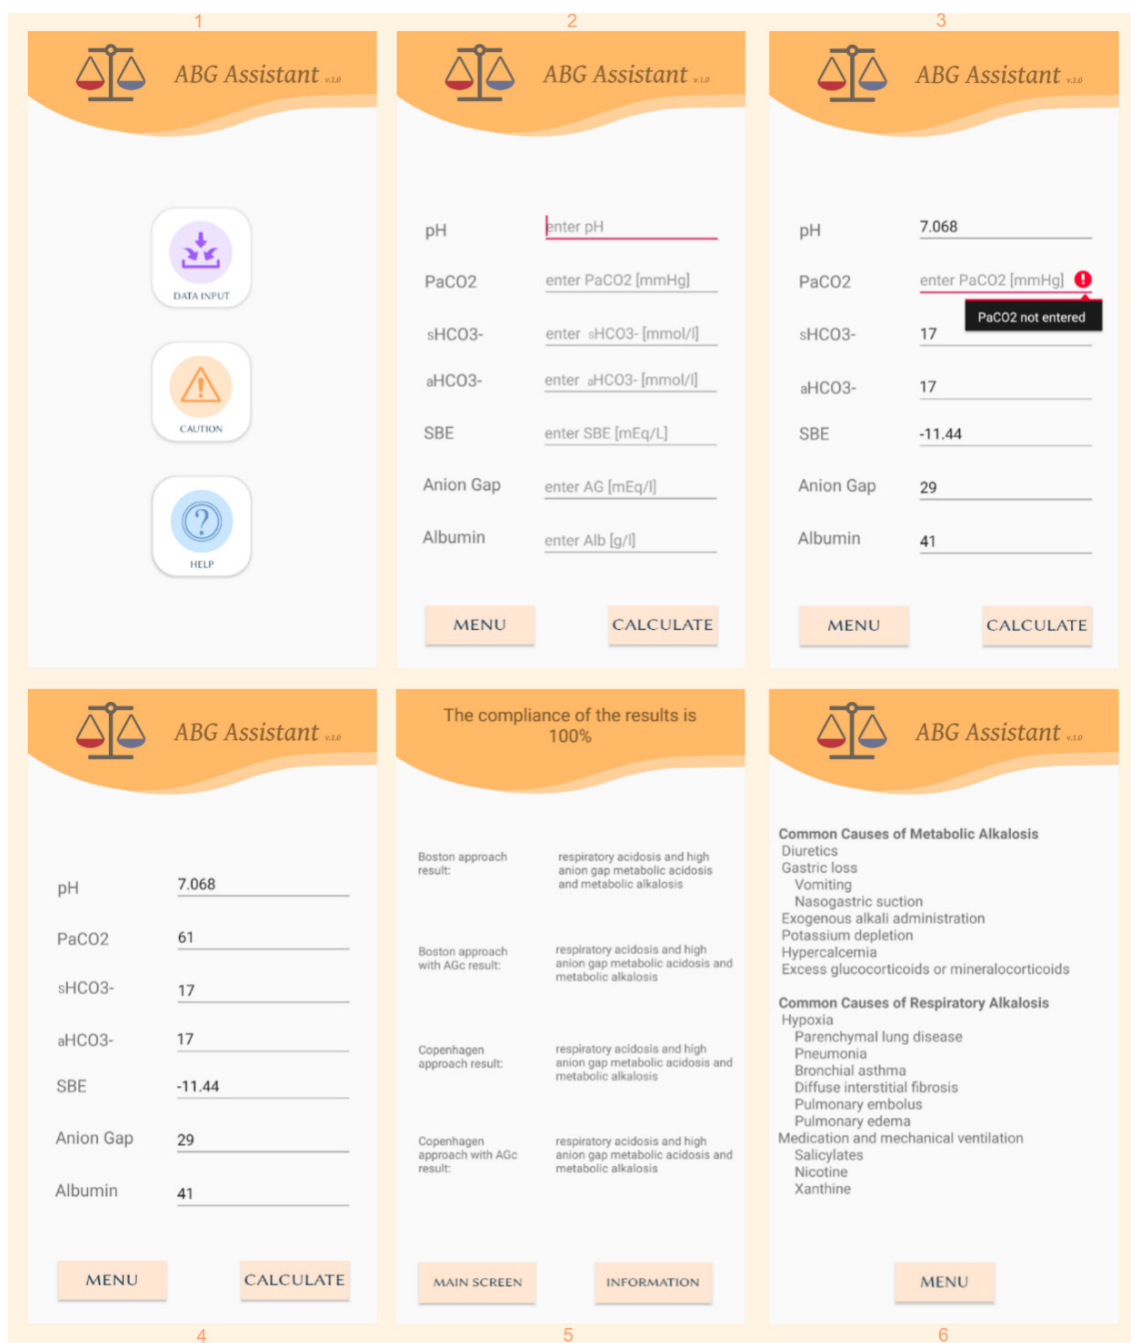 1
ABG Assistant v.1.0
DATA INPUT
CAUTION
HELP
2
ABG Assistant v.1.0
pH enter pH
PaCO2 enter PaCO2 [mmHg]
sHCO3- enter sHCO3- [mmol/l]
aHCO3- enter aHCO3- [mmol/l]
SBE enter SBE [mEq/L]
Anion Gap enter AG [mEq/l]
Albumin enter Alb [g/l]
MENU CALCULATE
3
ABG Assistant v.1.0
pH 7.068
PaCO2 enter PaCO2 [mmHg]
PaCO2 not entered
sHCO3- 17
aHCO3- 17
SBE -11.44
Anion Gap 29
Albumin 41
MENU CALCULATE
ABG Assistant v.1.0
pH 7.068
PaCO2 61
sHCO3- 17
aHCO3- 17
SBE -11.44
Anion Gap 29
Albumin 41
MENU CALCULATE
4
The compliance of the results is
100%
Boston approach
result:
respiratory acidosis and high
anion gap metabolic acidosis
and metabolic alkalosis
Boston approach
with AGc result:
respiratory acidosis and high
anion gap metabolic acidosis and
metabolic alkalosis
Copenhagen
approach result:
respiratory acidosis and high
anion gap metabolic acidosis and
metabolic alkalosis
Copenhagen
approach with AGc
result:
respiratory acidosis and high
anion gap metabolic acidosis and
metabolic alkalosis
MAIN SCREEN INFORMATION
5
ABG Assistant v.1.0
Common Causes of Metabolic Alkalosis
Diuretics
Gastric loss
Vomiting
Nasogastric suction
Exogenous alkali administration
Potassium depletion
Hypercalcemia
Excess glucocorticoids or mineralocorticoids
Common Causes of Respiratory Alkalosis
Hypoxia
Parenchymal lung disease
Pneumonia
Bronchial asthma
Diffuse interstitial fibrosis
Pulmonary embolus
Pulmonary edema
Medication and mechanical ventilation
Salicylates
Nicotine
Xanthine
MENU
6